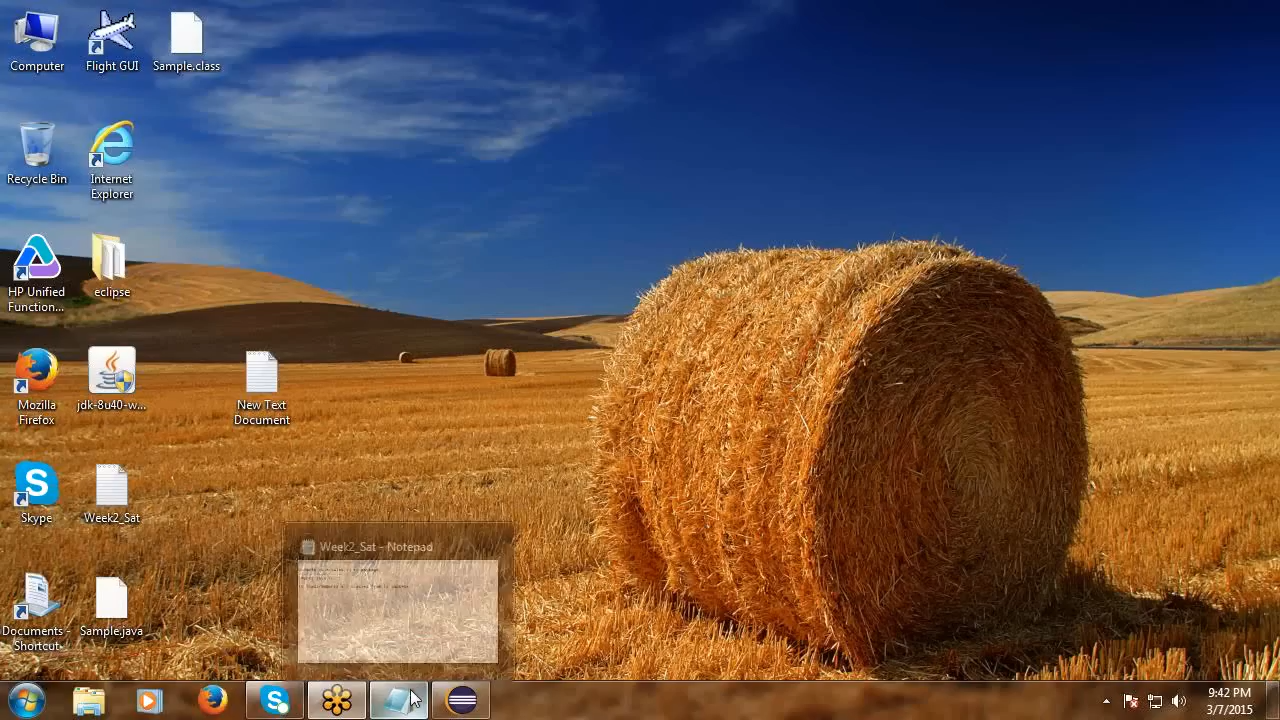 Computer
Flight GUI
Sample.class
Recycle Bin
Internet
Explorer
HP Unified
Function...
eclipse
Mozilla
Firefox
jdk-8u40-w...
New Text
Document
Skype
Week2_Sat
Documents -
Shortcut
Sample.java
Week2_Sat - Notepad
9:42 PM
3/7/2015